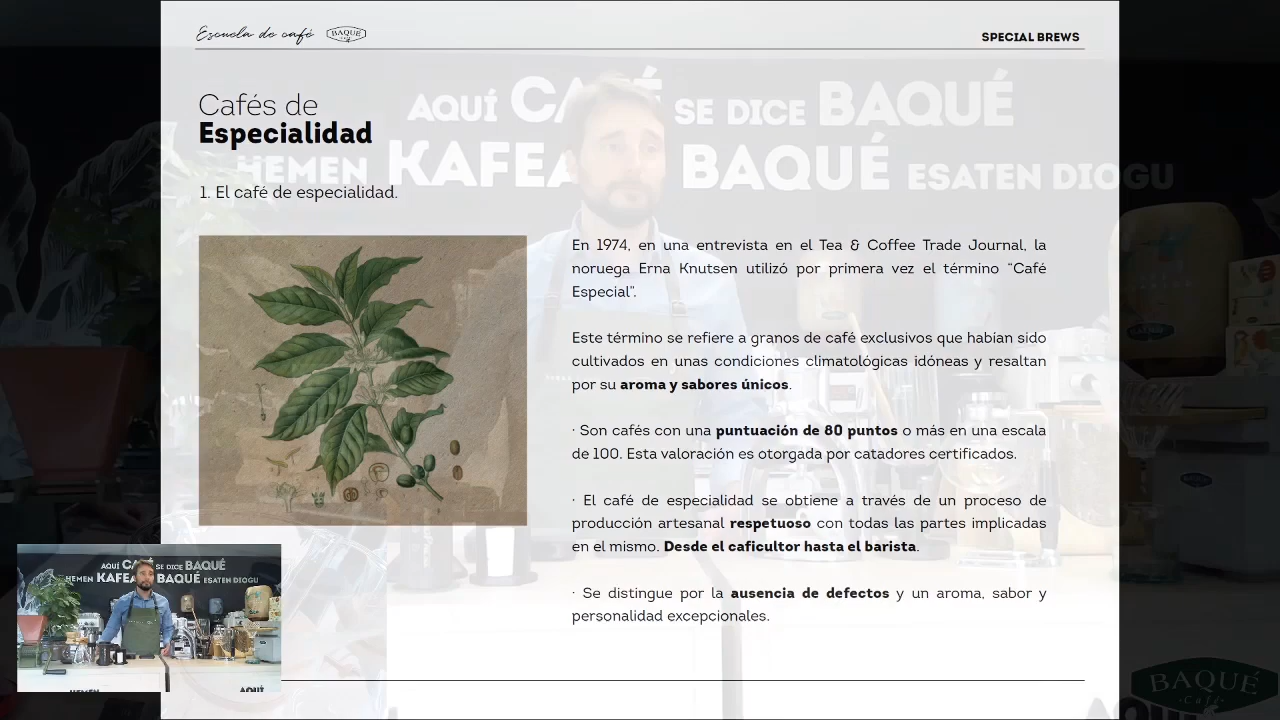 Escuela de café BAQUÉ
SPECIAL BREWS
AQUÍ CAFÉ SE DICE BAQUÉ
HEMEN KAFEA BAQUÉ ESATEN DIOGU
Cafés de
Especialidad
1. El café de especialidad.
En 1974, en una entrevista en el Tea & Coffee Trade Journal, la
noruega Erna Knutsen utilizó por primera vez el término “Café
Especial”.
Este término se refiere a granos de café exclusivos que habían sido
cultivados en unas condiciones climatológicas idóneas y resaltan
por su aroma y sabores únicos.
· Son cafés con una puntuación de 80 puntos o más en una escala
de 100. Esta valoración es otorgada por catadores certificados.
· El café de especialidad se obtiene a través de un proceso de
producción artesanal respetuoso con todas las partes implicadas
en el mismo. Desde el caficultor hasta el barista.
· Se distingue por la ausencia de defectos y un aroma, sabor y
personalidad excepcionales.
AQUÍ CAFÉ SE DICE BAQUÉ
HEMEN KAFEA BAQUÉ ESATEN DIOGU
HEMEN
AQUÍ
BAQUÉ
·Café·